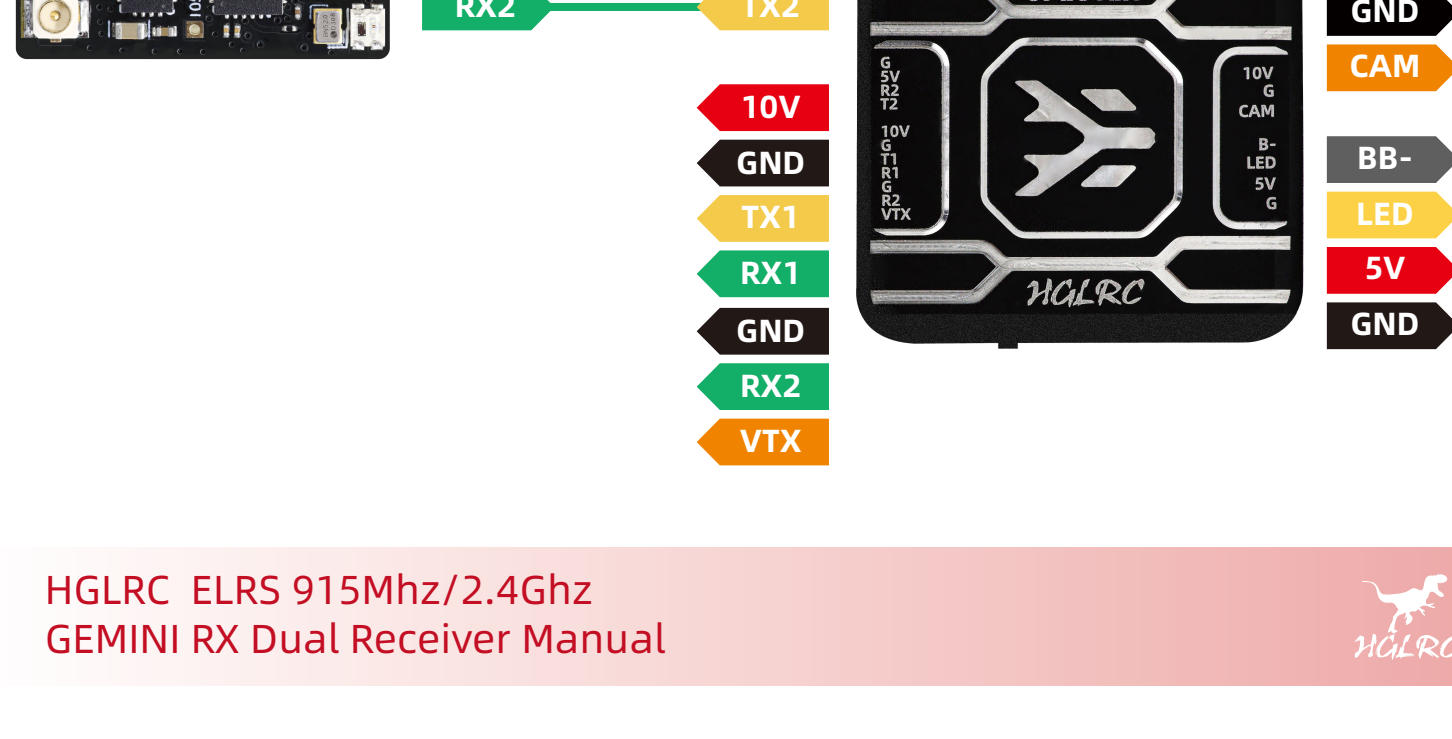 RX2
TX2
GND
CAM
10V
GND
TX1
RX1
GND
RX2
VTX
G
5V
R2
T2
10V
G
T1
R1
G
R2
VTX
10V
G
CAM
B-
LED
5V
G
HGLRC
BB-
LED
5V
GND
HGLRC ELRS 915Mhz/2.4Ghz
GEMINI RX Dual Receiver Manual
HGLRC